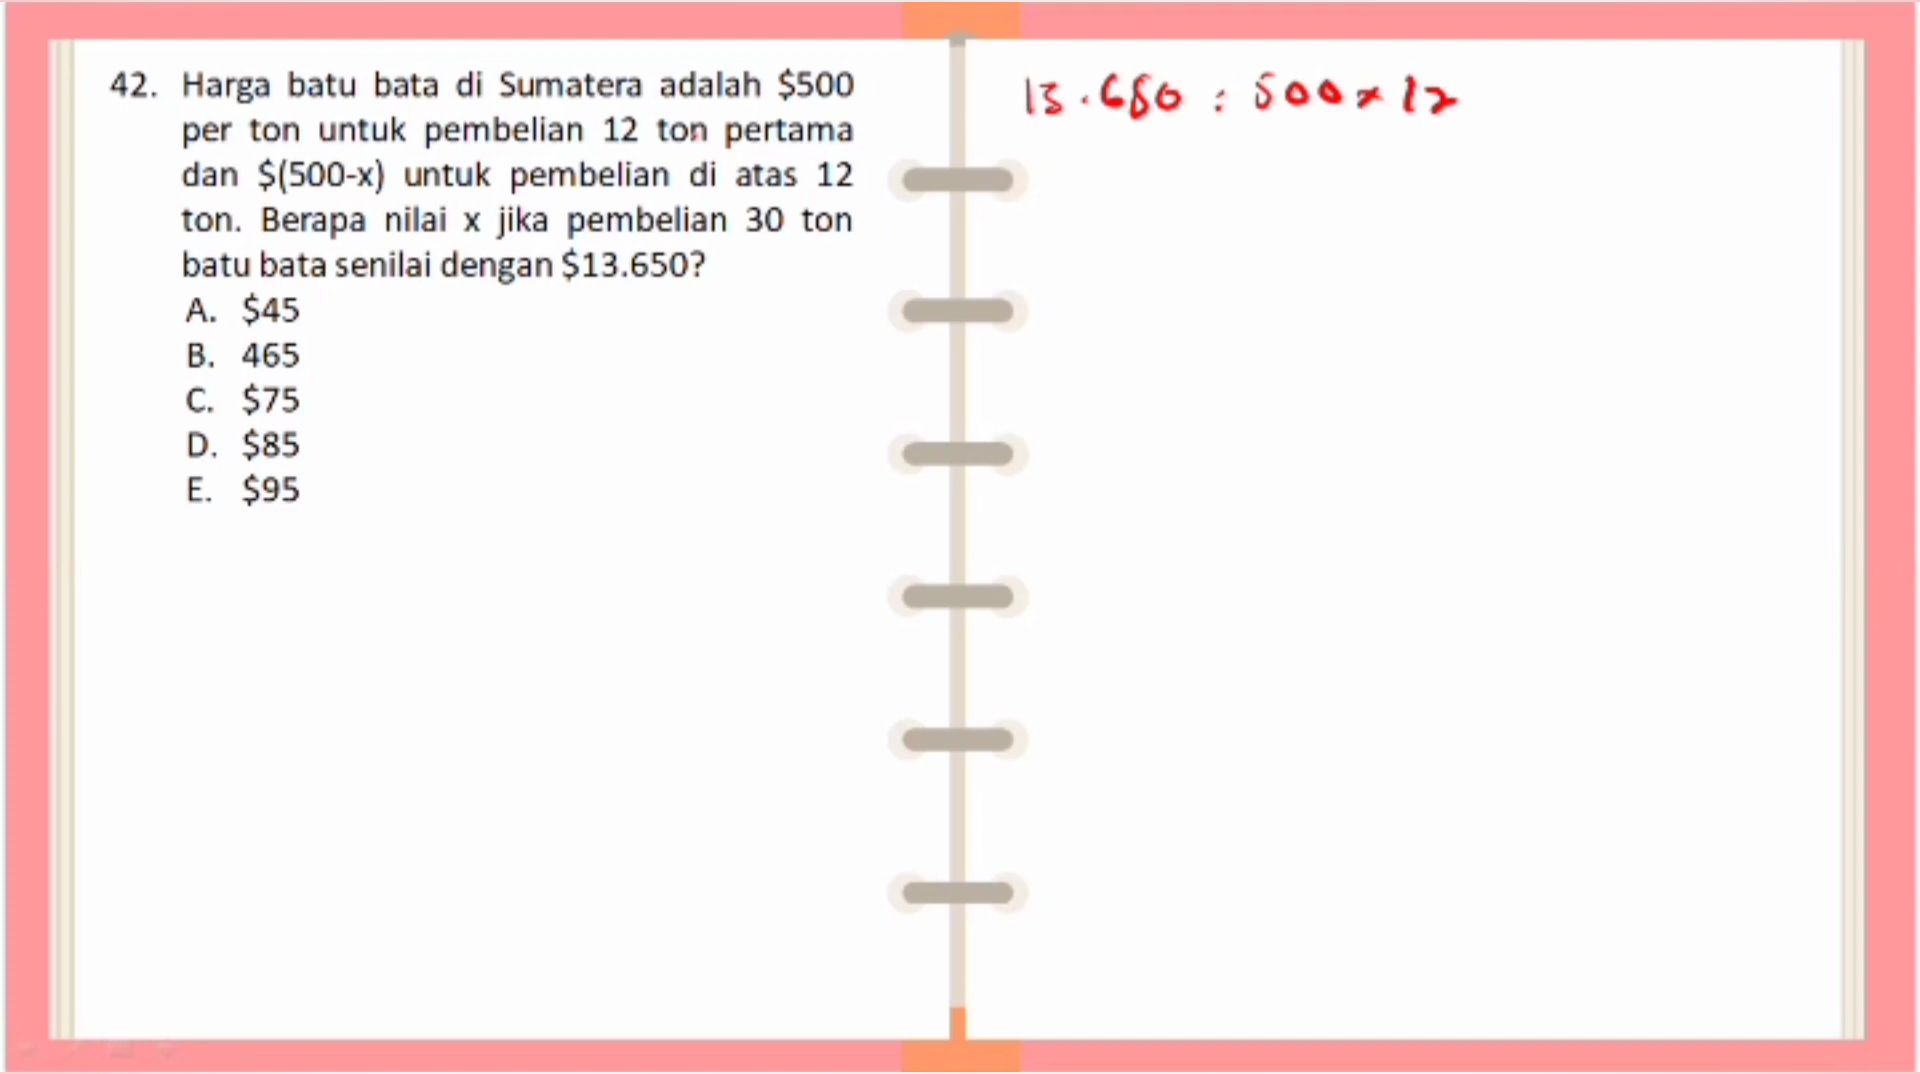 42. Harga batu bata di Sumatera adalah $500
per ton untuk pembelian 12 ton pertama
dan $(500-x) untuk pembelian di atas 12
ton. Berapa nilai x jika pembelian 30 ton
batu bata senilai dengan $13.650?
A. $45
B. 465
C. $75
D. $85
E. $95
13.650 : 500 x 12